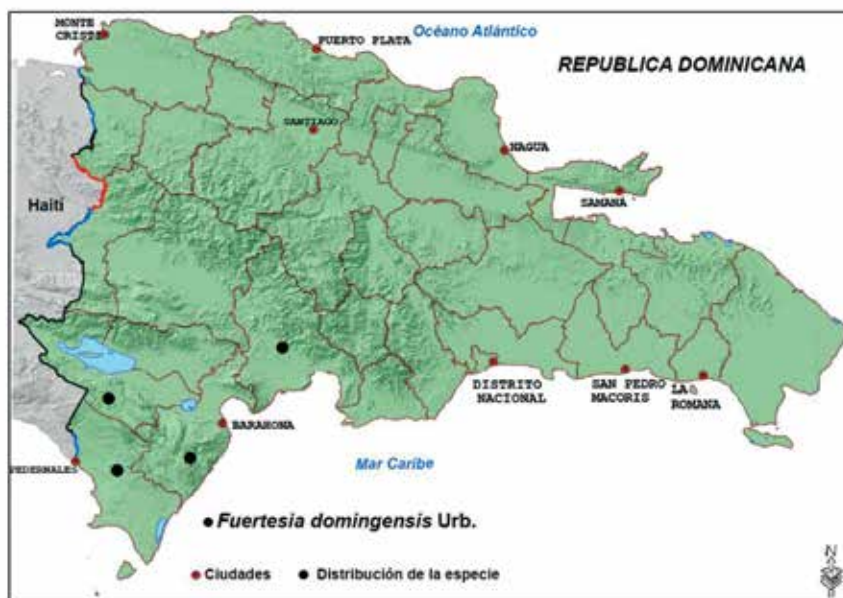 MONTE
CRISTI
PUERTO PLATA
Océano Atlántico
REPUBLICA DOMINICANA
SANTIAGO
NAGUA
SAMANA
Haití
DISTRITO
NACIONAL
SAN PEDRO
MACORIS
LA
ROMANA
BARAHONA
PEDERNALES
Mar Caribe
Fuertesia domingensis Urb.
Ciudades
Distribución de la especie
N